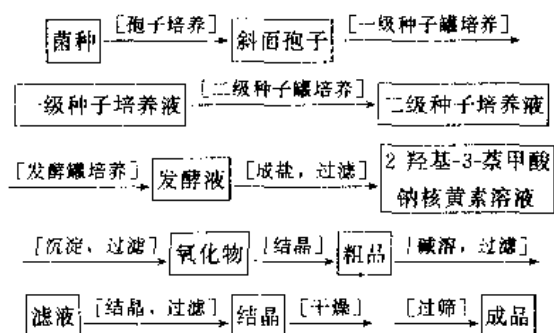 菌种 [孢子培养] 斜面孢子 [一级种子罐培养]
一级种子培养液 [二级种子罐培养] 二级种子培养液
[发酵罐培养] 发酵液 [成盐，过滤] 2 羟基-3-萘甲酸
钠核黄素溶液
[沉淀，过滤] 氧化物 [结晶] 粗品 [碱溶，过滤]
滤液 [结晶，过滤] 结晶 [干燥] [过筛] 成品